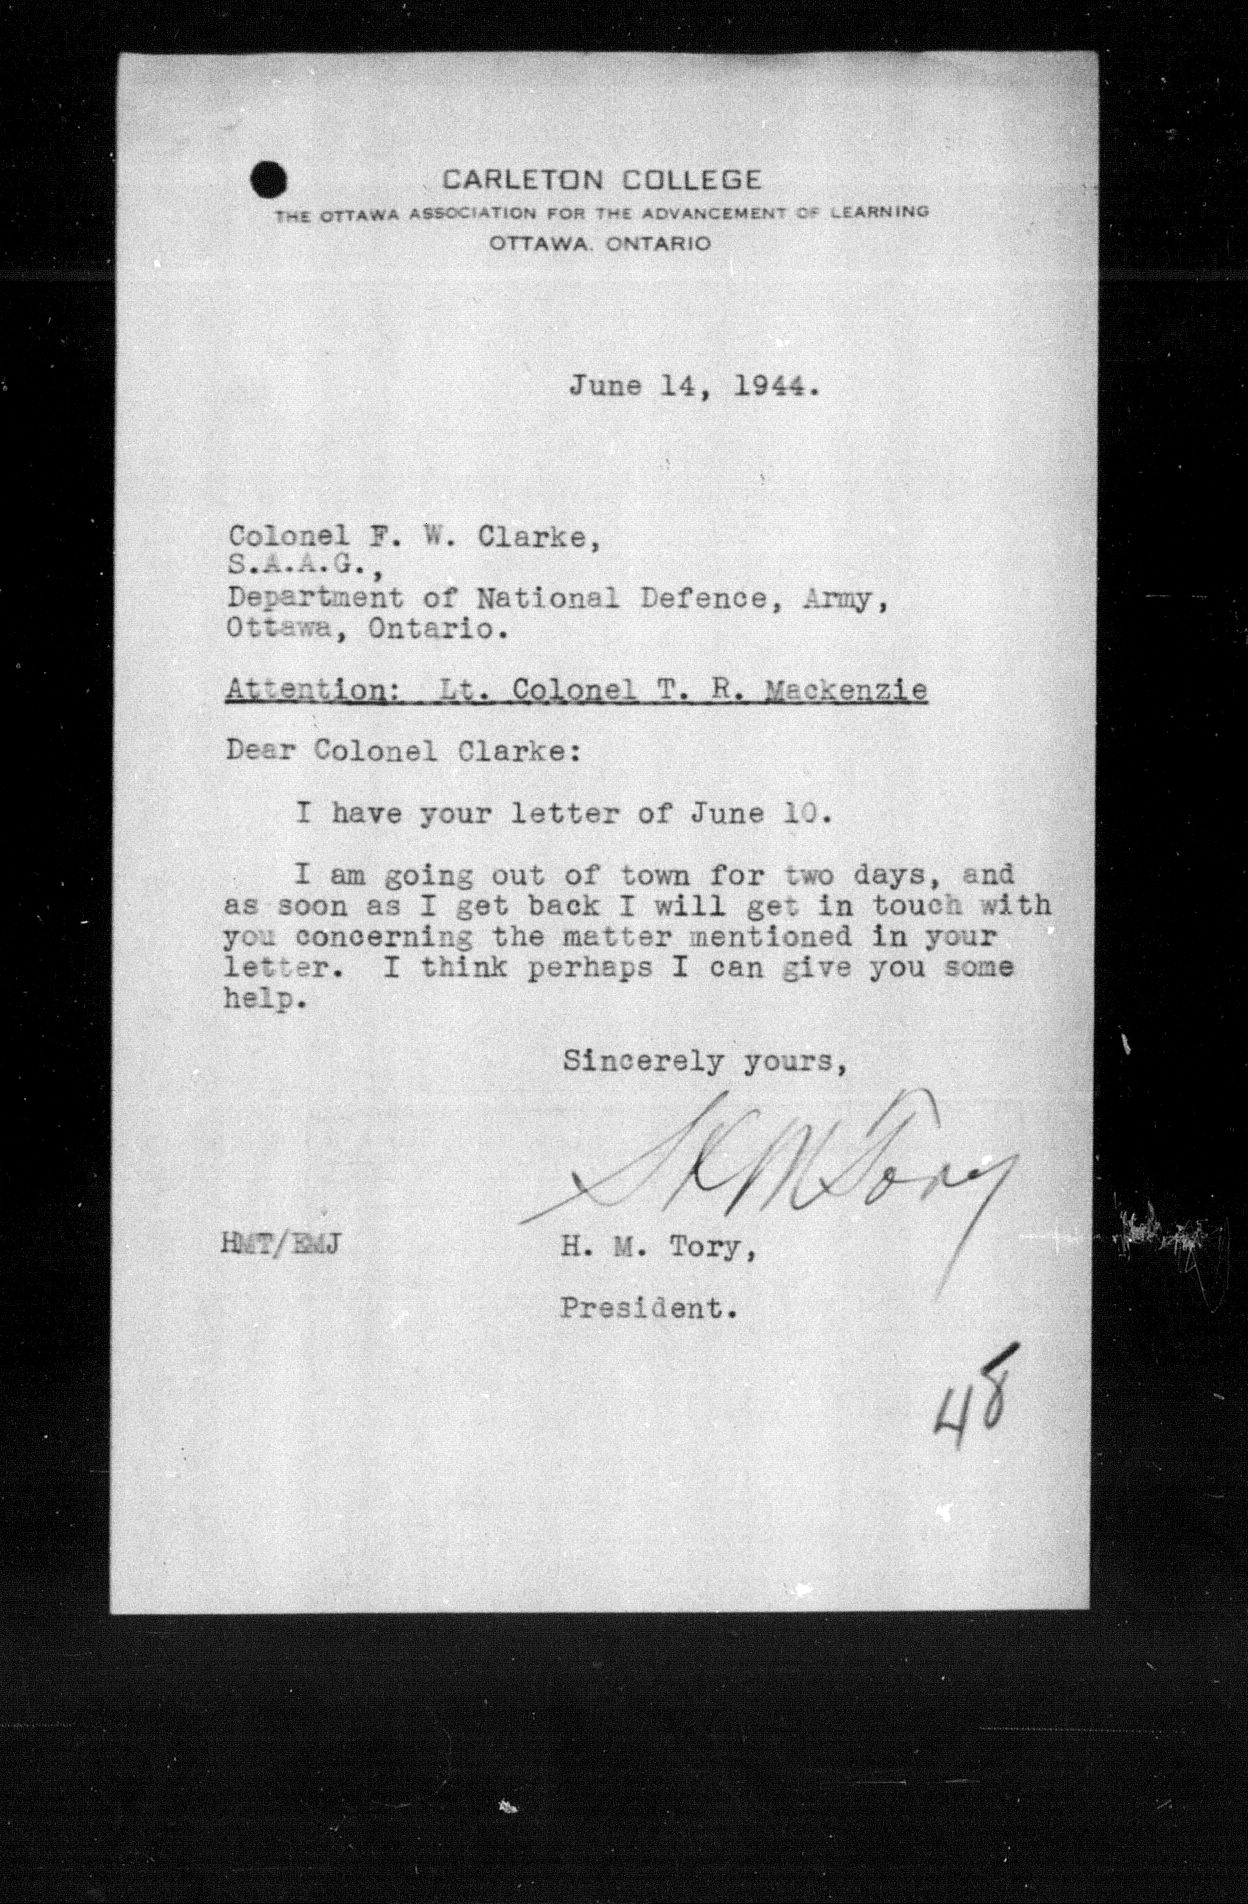 CARLETON COLLEGE
THE OTTAWA ASSOCIATION FOR THE ADVANCEMENT OF LEARNING
OTTAWA, ONTARIO
June 14, 1944.
Colonel F. W. Clarke,
S.A.A.G.,
Department of National Defence, Army,
Ottawa, Ontario.
Attention: Lt. Colonel T. R. Mackenzie
Dear Colonel Clarke:
I have your letter of June 10.
I am going out of town for two days, and
as soon as I get back I will get in touch with
you concerning the matter mentioned in your
letter. I think perhaps I can give you some
help.
Sincerely yours,
H M Tory
HMT/EMJ H. M. Tory,
President.
48